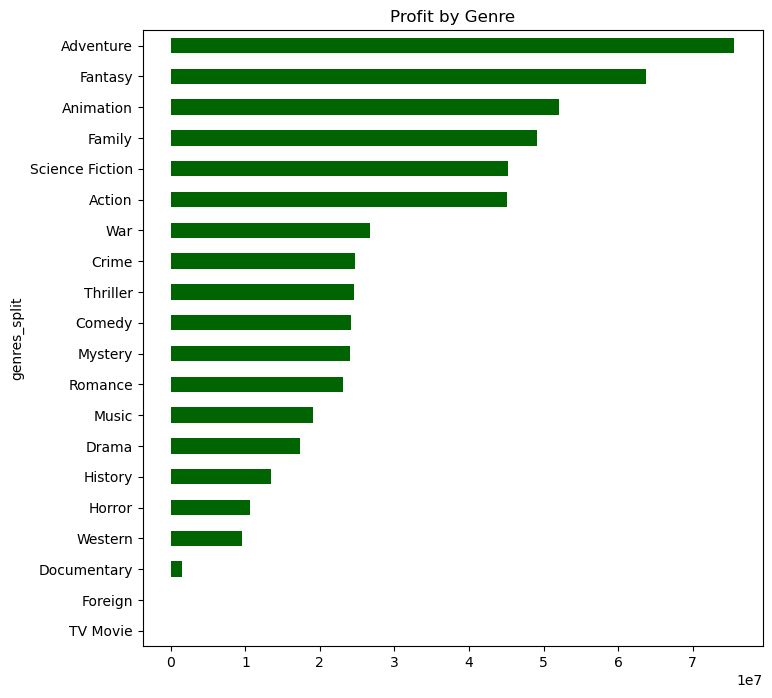 Profit by Genre
genres_split
Adventure
Fantasy
Animation
Family
Science Fiction
Action
War
Crime
Thriller
Comedy
Mystery
Romance
Music
Drama
History
Horror
Western
Documentary
Foreign
TV Movie
0 1 2 3 4 5 6 7
1e7